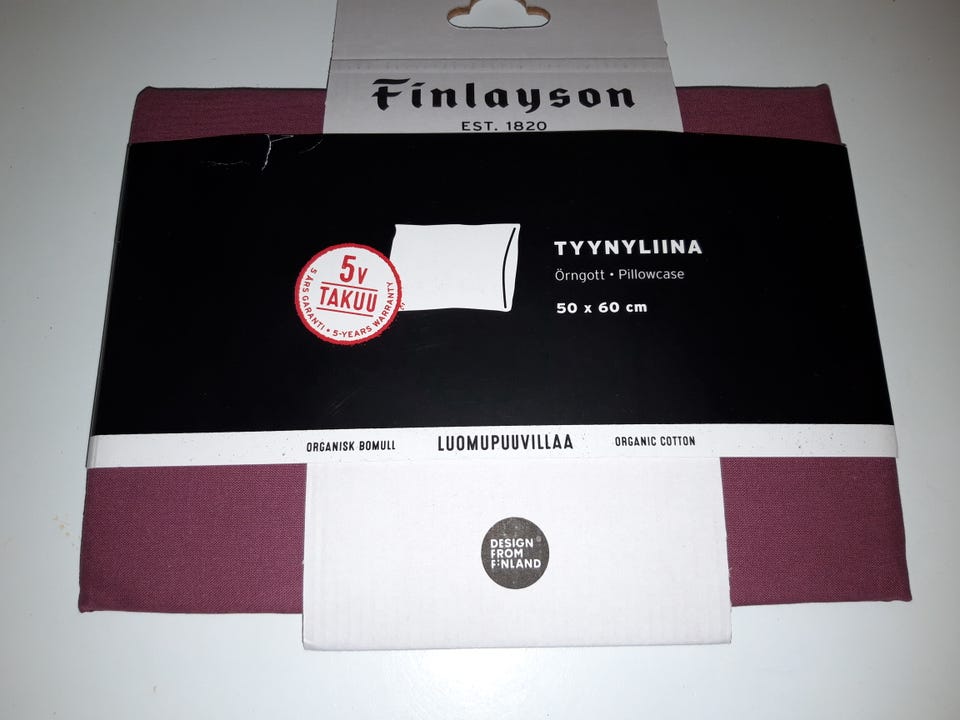 Finlayson
EST. 1820
5v
TAKUU
5 ÅRS GARANTI • 5-YEARS WARRANTY
TYYNYLIINA
Örngott • Pillowcase
50 x 60 cm
ORGANISK BOMULL LUOMUPUUVILLAA ORGANIC COTTON
DESIGN
FROM
FINLAND